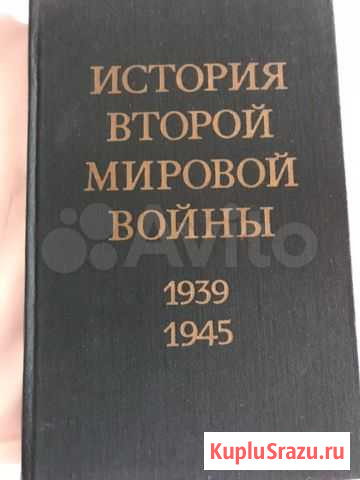 ИСТОРИЯ
ВТОРОЙ
МИРОВОЙ
ВОЙНЫ
1939
1945
Avito
KupluSrazu.ru